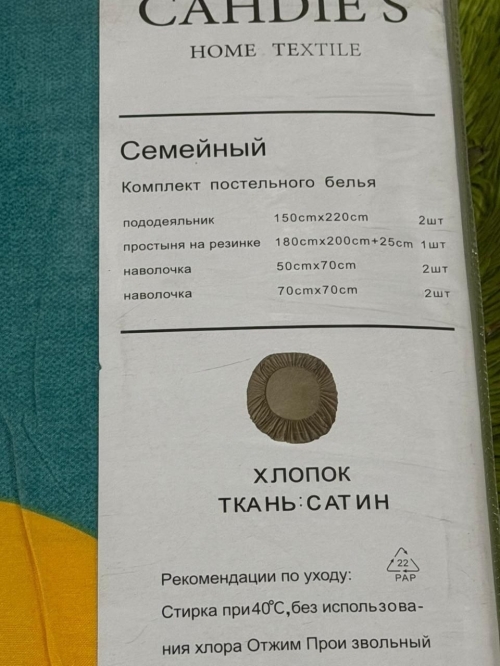 CAHDIE'S
HOME TEXTILE
Семейный
Комплект постельного белья
пододеяльник 150cmx220cm 2шт
простыня на резинке 180cmx200cm+25cm 1шт
наволочка 50cmx70cm 2шт
наволочка 70cmx70cm 2шт
ХЛОПОК
ТКАНЬ:САТИН
22
PAP
Рекомендации по уходу:
Стирка при40℃,без использова-
ния хлора Отжим Прои звольный